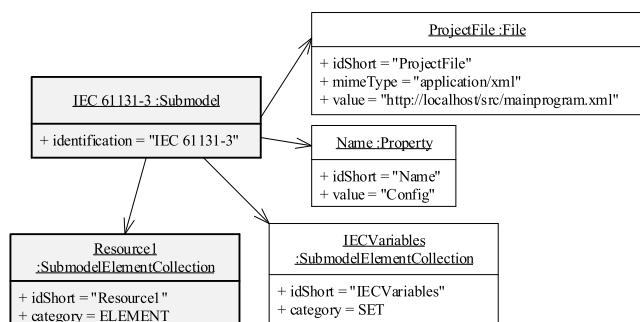 ProjectFile :File
+ idShort = "ProjectFile"
+ mimeType = "application/xml"
+ value = "http://localhost/src/mainprogram.xml"
IEC 61131-3 :Submodel
+ identification = "IEC 61131-3"
Name :Property
+ idShort = "Name"
+ value = "Config"
Resource1
:SubmodelElementCollection
+ idShort = "Resource1"
+ category = ELEMENT
IECVariables
:SubmodelElementCollection
+ idShort = "IECVariables"
+ category = SET